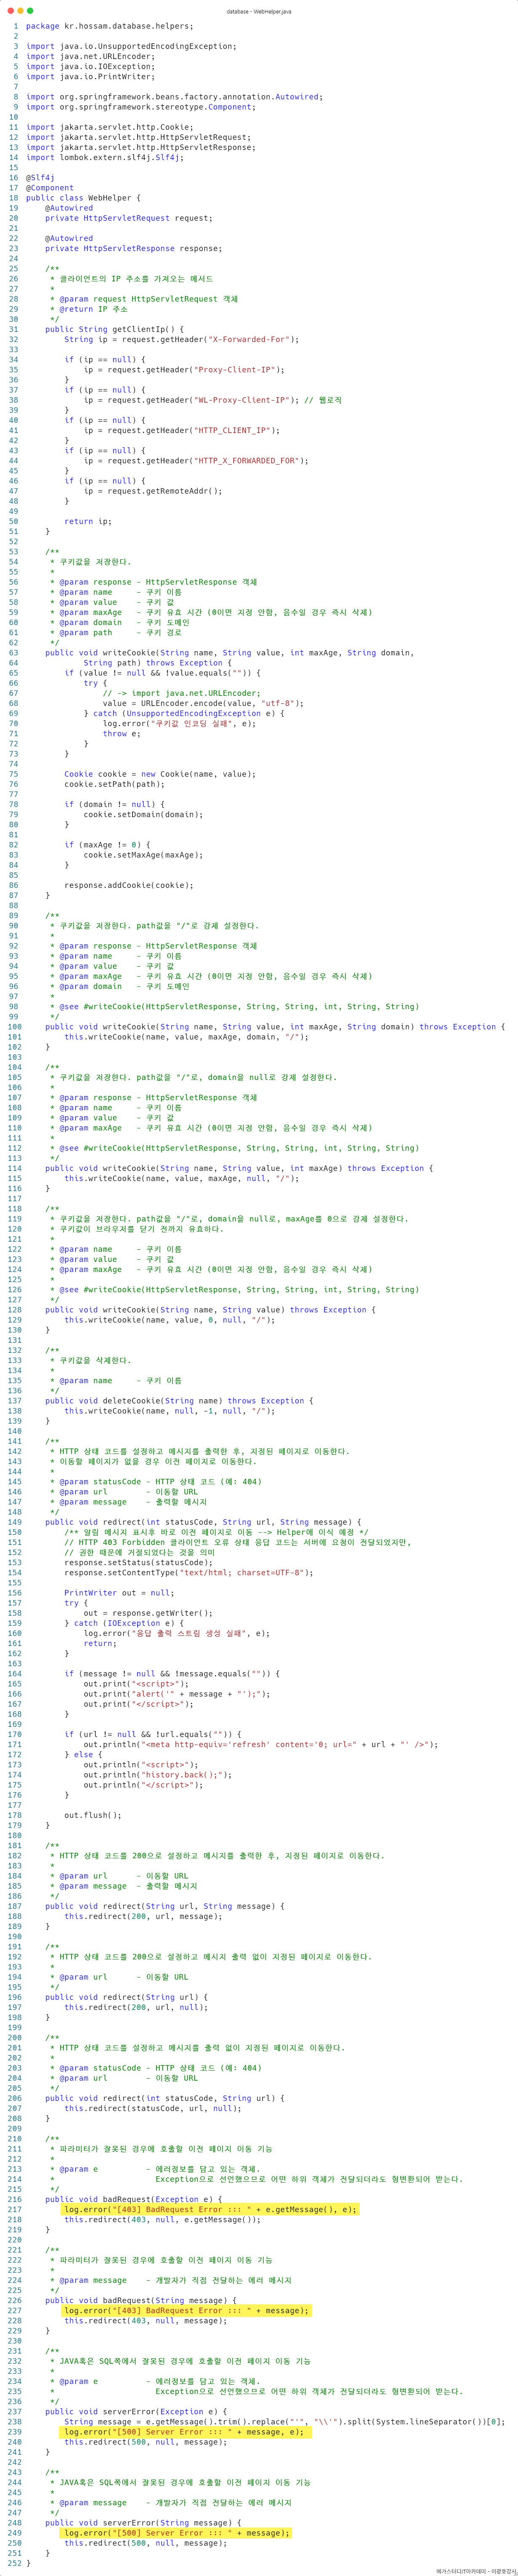 database - WebHelper.java
1 package kr.hossam.database.helpers;
2
3 import java.io.UnsupportedEncodingException;
4 import java.net.URLEncoder;
5 import java.io.IOException;
6 import java.io.PrintWriter;
7
8 import org.springframework.beans.factory.annotation.Autowired;
9 import org.springframework.stereotype.Component;
10
11 import jakarta.servlet.http.Cookie;
12 import jakarta.servlet.http.HttpServletRequest;
13 import jakarta.servlet.http.HttpServletResponse;
14 import lombok.extern.slf4j.Slf4j;
15
16 @Slf4j
17 @Component
18 public class WebHelper {
19     @Autowired
20     private HttpServletRequest request;
21
22     @Autowired
23     private HttpServletResponse response;
24
25     /**
26      * 클라이언트의 IP 주소를 가져오는 메서드
27      *
28      * @param request HttpServletRequest 객체
29      * @return IP 주소
30      */
31     public String getClientIp() {
32         String ip = request.getHeader("X-Forwarded-For");
33
34         if (ip == null) {
35             ip = request.getHeader("Proxy-Client-IP");
36         }
37         if (ip == null) {
38             ip = request.getHeader("WL-Proxy-Client-IP"); // 웹로직
39         }
40         if (ip == null) {
41             ip = request.getHeader("HTTP_CLIENT_IP");
42         }
43         if (ip == null) {
44             ip = request.getHeader("HTTP_X_FORWARDED_FOR");
45         }
46         if (ip == null) {
47             ip = request.getRemoteAddr();
48         }
49
50         return ip;
51     }
52
53     /**
54      * 쿠키값을 저장한다.
55      *
56      * @param response - HttpServletResponse 객체
57      * @param name     - 쿠키 이름
58      * @param value    - 쿠키 값
59      * @param maxAge   - 쿠키 유효 시간 (0이면 지정 안함, 음수일 경우 즉시 삭제)
60      * @param domain   - 쿠키 도메인
61      * @param path     - 쿠키 경로
62      */
63     public void writeCookie(String name, String value, int maxAge, String domain,
64             String path) throws Exception {
65         if (value != null && !value.equals("")) {
66             try {
67                 // -> import java.net.URLEncoder;
68                 value = URLEncoder.encode(value, "utf-8");
69             } catch (UnsupportedEncodingException e) {
70                 log.error("쿠키값 인코딩 실패", e);
71                 throw e;
72             }
73         }
74
75         Cookie cookie = new Cookie(name, value);
76         cookie.setPath(path);
77
78         if (domain != null) {
79             cookie.setDomain(domain);
80         }
81
82         if (maxAge != 0) {
83             cookie.setMaxAge(maxAge);
84         }
85
86         response.addCookie(cookie);
87     }
88
89     /**
90      * 쿠키값을 저장한다. path값을 "/"로 강제 설정한다.
91      *
92      * @param response - HttpServletResponse 객체
93      * @param name     - 쿠키 이름
94      * @param value    - 쿠키 값
95      * @param maxAge   - 쿠키 유효 시간 (0이면 지정 안함, 음수일 경우 즉시 삭제)
96      * @param domain   - 쿠키 도메인
97      *
98      * @see #writeCookie(HttpServletResponse, String, String, int, String, String)
99      */
100     public void writeCookie(String name, String value, int maxAge, String domain) throws Exception {
101         this.writeCookie(name, value, maxAge, domain, "/");
102     }
103
104     /**
105      * 쿠키값을 저장한다. path값을 "/"로, domain을 null로 강제 설정한다.
106      *
107      * @param response - HttpServletResponse 객체
108      * @param name     - 쿠키 이름
109      * @param value    - 쿠키 값
110      * @param maxAge   - 쿠키 유효 시간 (0이면 지정 안함, 음수일 경우 즉시 삭제)
111      *
112      * @see #writeCookie(HttpServletResponse, String, String, int, String, String)
113      */
114     public void writeCookie(String name, String value, int maxAge) throws Exception {
115         this.writeCookie(name, value, maxAge, null, "/");
116     }
117
118     /**
119      * 쿠키값을 저장한다. path값을 "/"로, domain을 null로, maxAge를 0으로 강제 설정한다.
120      * 쿠키값이 브라우저를 닫기 전까지 유효하다.
121      *
122      * @param name     - 쿠키 이름
123      * @param value    - 쿠키 값
124      * @param maxAge   - 쿠키 유효 시간 (0이면 지정 안함, 음수일 경우 즉시 삭제)
125      *
126      * @see #writeCookie(HttpServletResponse, String, String, int, String, String)
127      */
128     public void writeCookie(String name, String value) throws Exception {
129         this.writeCookie(name, value, 0, null, "/");
130     }
131
132     /**
133      * 쿠키값을 삭제한다.
134      *
135      * @param name     - 쿠키 이름
136      */
137     public void deleteCookie(String name) throws Exception {
138         this.writeCookie(name, null, -1, null, "/");
139     }
140
141     /**
142      * HTTP 상태 코드를 설정하고 메시지를 출력한 후, 지정된 페이지로 이동한다.
143      * 이동할 페이지가 없을 경우 이전 페이지로 이동한다.
144      *
145      * @param statusCode - HTTP 상태 코드 (예: 404)
146      * @param url        - 이동할 URL
147      * @param message    - 출력할 메시지
148      */
149     public void redirect(int statusCode, String url, String message) {
150         /** 알림 메시지 표시후 바로 이전 페이지로 이동 --> Helper에 이식 예정 */
151         // HTTP 403 Forbidden 클라이언트 오류 상태 응답 코드는 서버에 요청이 전달되었지만,
152         // 권한 때문에 거절되었다는 것을 의미
153         response.setStatus(statusCode);
154         response.setContentType("text/html; charset=UTF-8");
155
156         PrintWriter out = null;
157         try {
158             out = response.getWriter();
159         } catch (IOException e) {
160             log.error("응답 출력 스트림 생성 실패", e);
161             return;
162         }
163
164         if (message != null && !message.equals("")) {
165             out.print("<script>");
166             out.print("alert('" + message + "');");
167             out.print("</script>");
168         }
169
170         if (url != null && !url.equals("")) {
171             out.println("<meta http-equiv='refresh' content='0; url=" + url + "' />");
172         } else {
173             out.println("<script>");
174             out.println("history.back();");
175             out.println("</script>");
176         }
177
178         out.flush();
179     }
180
181     /**
182      * HTTP 상태 코드를 200으로 설정하고 메시지를 출력한 후, 지정된 페이지로 이동한다.
183      *
184      * @param url      - 이동할 URL
185      * @param message  - 출력할 메시지
186      */
187     public void redirect(String url, String message) {
188         this.redirect(200, url, message);
189     }
190
191     /**
192      * HTTP 상태 코드를 200으로 설정하고 메시지 출력 없이 지정된 페이지로 이동한다.
193      *
194      * @param url      - 이동할 URL
195      */
196     public void redirect(String url) {
197         this.redirect(200, url, null);
198     }
199
200     /**
201      * HTTP 상태 코드를 설정하고 메시지를 출력 없이 지정된 페이지로 이동한다.
202      *
203      * @param statusCode - HTTP 상태 코드 (예: 404)
204      * @param url        - 이동할 URL
205      */
206     public void redirect(int statusCode, String url) {
207         this.redirect(statusCode, url, null);
208     }
209
210     /**
211      * 파라미터가 잘못된 경우에 호출할 이전 페이지 이동 기능
212      *
213      * @param e          - 에러정보를 담고 있는 객체.
214      *                     Exception으로 선언했으므로 어떤 하위 객체가 전달되더라도 형변환되어 받는다.
215      */
216     public void badRequest(Exception e) {
217         log.error("[403] BadRequest Error ::: " + e.getMessage(), e);
218         this.redirect(403, null, e.getMessage());
219     }
220
221     /**
222      * 파라미터가 잘못된 경우에 호출할 이전 페이지 이동 기능
223      *
224      * @param message    - 개발자가 직접 전달하는 에러 메시지
225      */
226     public void badRequest(String message) {
227         log.error("[403] BadRequest Error ::: " + message);
228         this.redirect(403, null, message);
229     }
230
231     /**
232      * JAVA혹은 SQL쪽에서 잘못된 경우에 호출할 이전 페이지 이동 기능
233      *
234      * @param e          - 에러정보를 담고 있는 객체.
235      *                     Exception으로 선언했으므로 어떤 하위 객체가 전달되더라도 형변환되어 받는다.
236      */
237     public void serverError(Exception e) {
238         String message = e.getMessage().trim().replace("'", "\\'").split(System.lineSeparator())[0];
239         log.error("[500] Server Error ::: " + message, e);
240         this.redirect(500, null, message);
241     }
242
243     /**
244      * JAVA혹은 SQL쪽에서 잘못된 경우에 호출할 이전 페이지 이동 기능
245      *
246      * @param message    - 개발자가 직접 전달하는 에러 메시지
247      */
248     public void serverError(String message) {
249         log.error("[500] Server Error ::: " + message);
250         this.redirect(500, null, message);
251     }
252 }
메가스터디IT아카데미 - 이광호강사